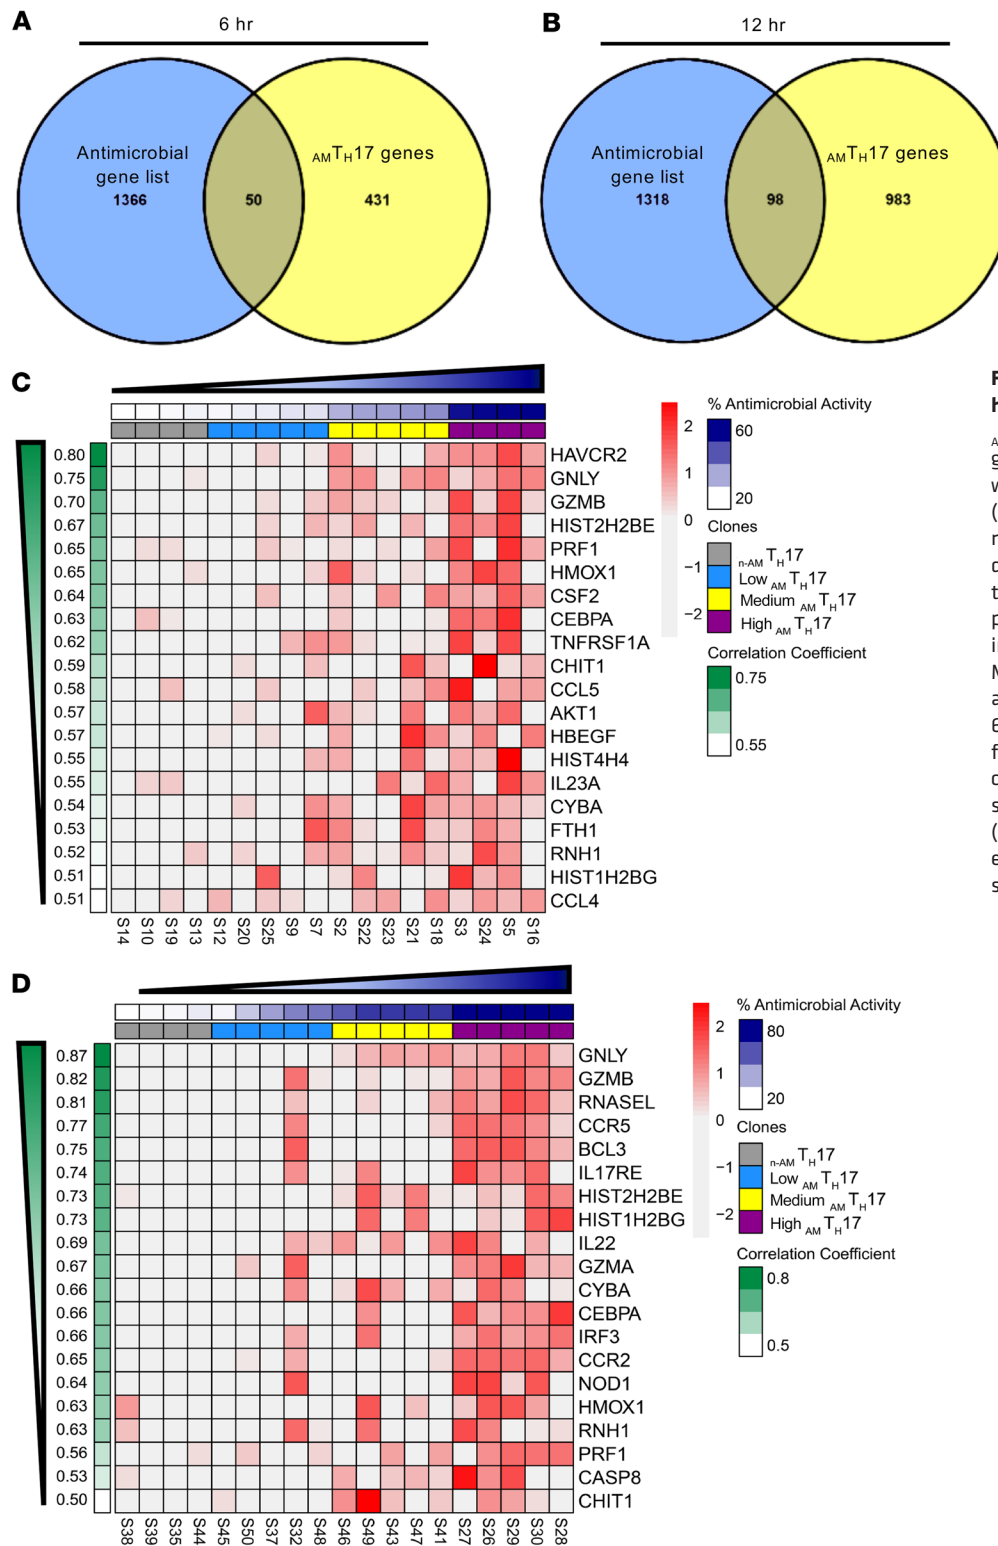 A
6 hr
Antimicrobial
gene list
1366
50
AMTH17 genes
431
B
12 hr
Antimicrobial
gene list
1318
98
AMTH17 genes
983
C
0.80 HAVCR2
0.75 GNLY
0.70 GZMB
0.67 HIST2H2BE
0.65 PRF1
0.65 HMOX1
0.64 CSF2
0.63 CEBPA
0.62 TNFRSF1A
0.59 CHIT1
0.58 CCL5
0.57 AKT1
0.57 HBEGF
0.55 HIST4H4
0.55 IL23A
0.54 CYBA
0.53 FTH1
0.52 RNH1
0.51 HIST1H2BG
0.51 CCL4
S14 S10 S19 S13 S12 S20 S25 S9 S7 S2 S22 S23 S21 S18 S3 S24 S5 S16
2
1
0
−1
−2
% Antimicrobial Activity
60
20
Clones
n-AM TH17
Low AM TH17
Medium AM TH17
High AM TH17
Correlation Coefficient
0.75
0.55
D
0.87 GNLY
0.82 GZMB
0.81 RNASEL
0.77 CCR5
0.75 BCL3
0.74 IL17RE
0.73 HIST2H2BE
0.73 HIST1H2BG
0.69 IL22
0.67 GZMA
0.66 CYBA
0.66 CEBPA
0.66 IRF3
0.65 CCR2
0.64 NOD1
0.63 HMOX1
0.63 RNH1
0.56 PRF1
0.53 CASP8
0.50 CHIT1
S38 S39 S35 S44 S45 S50 S37 S32 S48 S46 S49 S43 S47 S41 S27 S26 S29 S30 S28
2
1
0
−1
−2
% Antimicrobial Activity
80
20
Clones
n-AM TH17
Low AM TH17
Medium AM TH17
High AM TH17
Correlation Coefficient
0.8
0.5